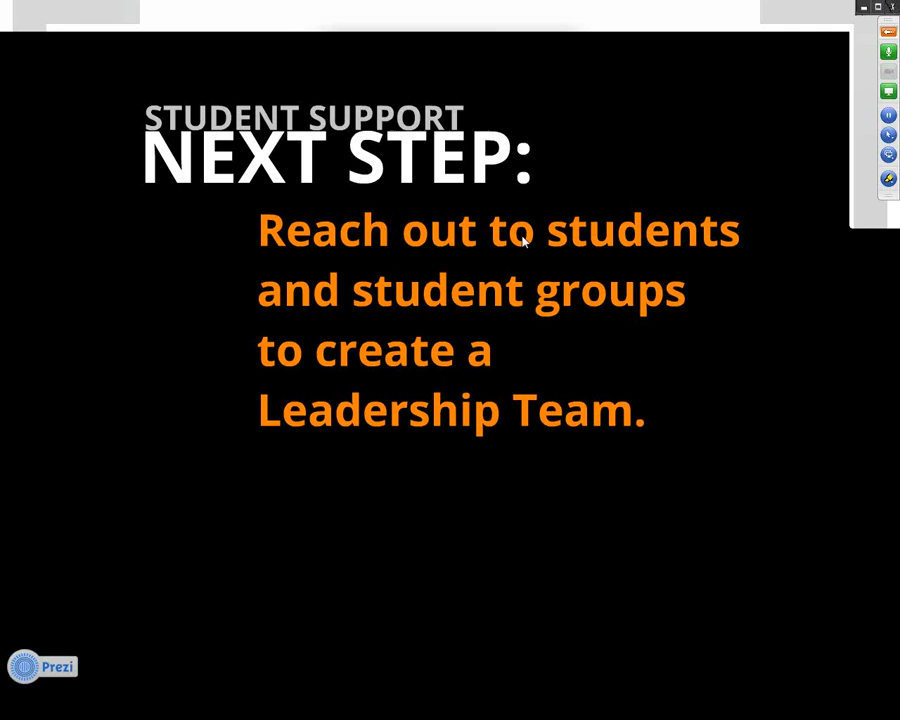 STUDENT SUPPORT
NEXT STEP:
Reach out to students
and student groups
to create a
Leadership Team.
Prezi